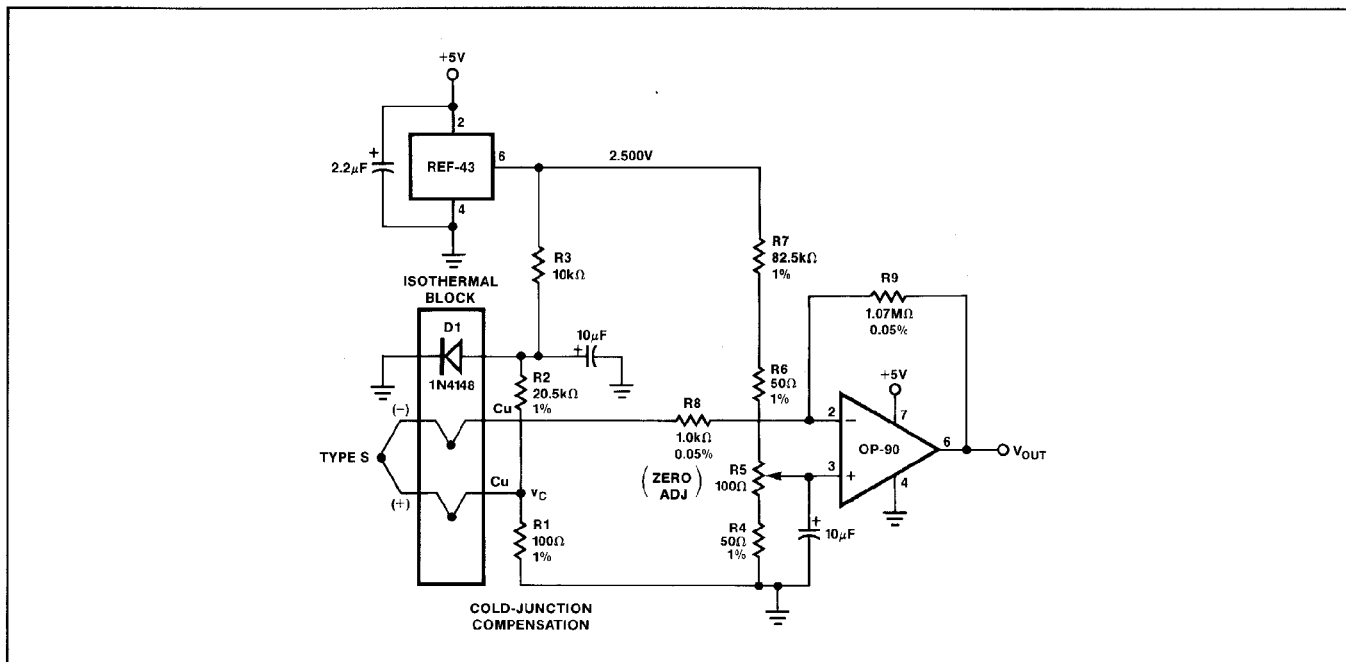 +5V
2
2.2μF
+
REF-43
6
2.500V
4
R3
10kΩ
R7
82.5kΩ
1%
ISOTHERMAL
BLOCK
D1
1N4148
10μF
+
R2
20.5kΩ
1%
R6
50Ω
1%
R9
1.07MΩ
0.05%
+5V
7
(−)
Cu
R8
1.0kΩ
0.05%
2
−
OP-90
6
VOUT
TYPE S
(ZERO
ADJ)
R5
100Ω
3
+
4
(+)
Cu
vC
R1
100Ω
1%
R4
50Ω
1%
+
10μF
COLD-JUNCTION
COMPENSATION